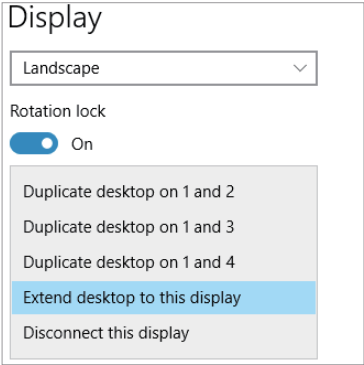 Display
Landscape
Rotation lock
On
Duplicate desktop on 1 and 2
Duplicate desktop on 1 and 3
Duplicate desktop on 1 and 4
Extend desktop to this display
Disconnect this display